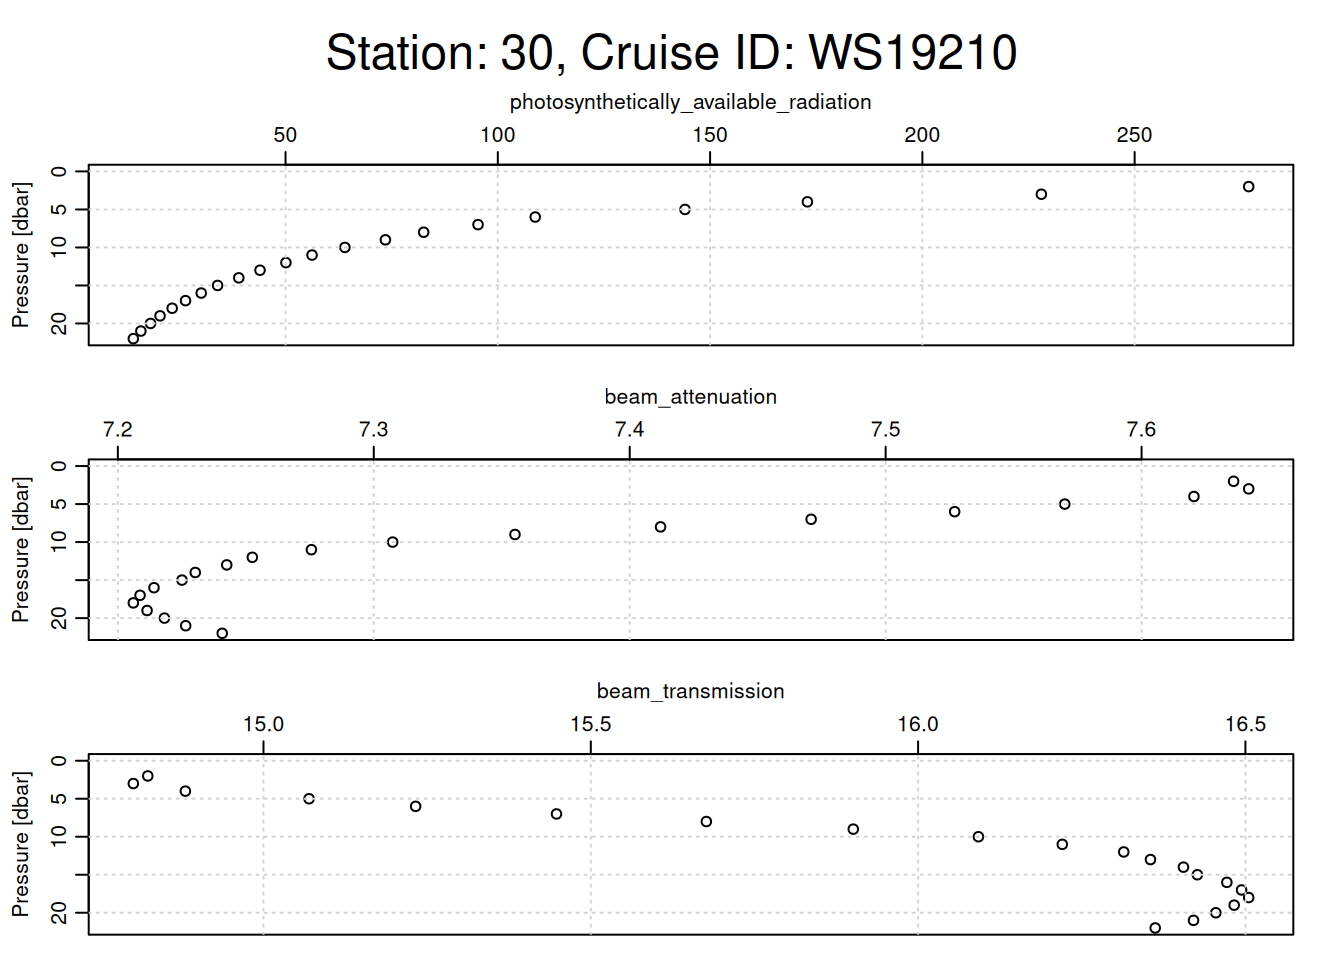 Station: 30, Cruise ID: WS19210
photosynthetically_available_radiation
50 100 150 200 250
0
5
10
20
Pressure [dbar]
beam_attenuation
7.2 7.3 7.4 7.5 7.6
0
5
10
20
Pressure [dbar]
beam_transmission
15.0 15.5 16.0 16.5
0
5
10
20
Pressure [dbar]